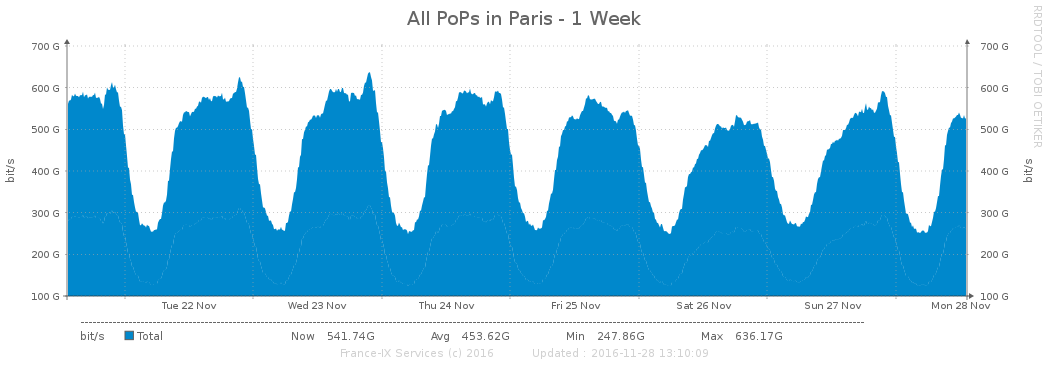 All PoPs in Paris - 1 Week
RRDTOOL / TOBI OETIKER
700 G 700 G
600 G 600 G
500 G 500 G
400 G 400 G
300 G 300 G
200 G 200 G
100 G 100 G
bit/s
bit/s
Tue 22 Nov Wed 23 Nov Thu 24 Nov Fri 25 Nov Sat 26 Nov Sun 27 Nov Mon 28 Nov
bit/s Total Now 541.74G Avg 453.62G Min 247.86G Max 636.17G
France-IX Services (c) 2016 Updated : 2016-11-28 13:10:09